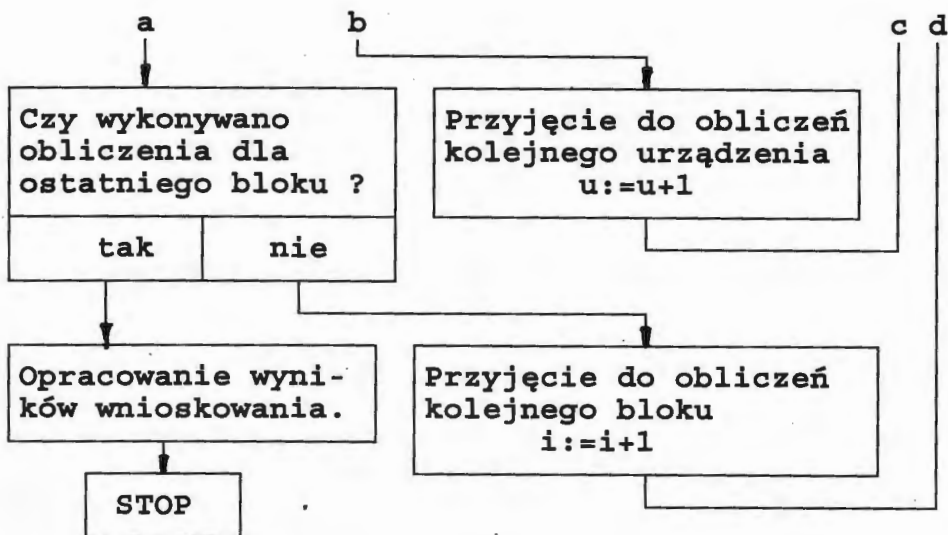 a b c d
Czy wykonywano
obliczenia dla
ostatniego bloku ?
tak nie
Przyjęcie do obliczeń
kolejnego urządzenia
u:=u+1
Opracowanie wyni-
ków wnioskowania.
Przyjęcie do obliczeń
kolejnego bloku
i:=i+1
STOP